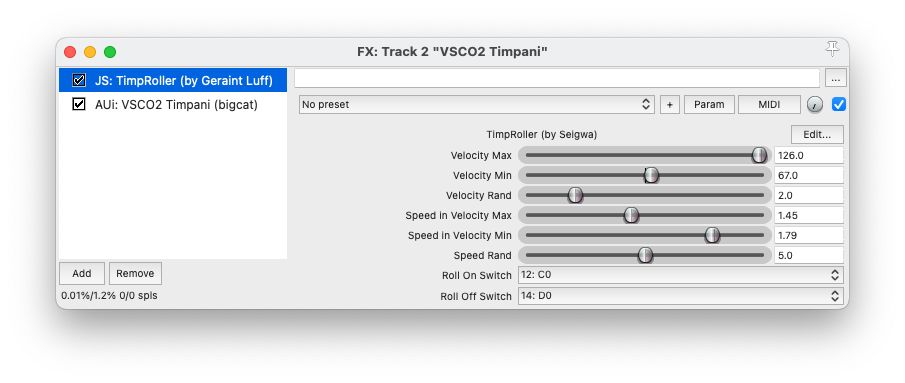 FX: Track 2 "VSCO2 Timpani"
JS: TimpRoller (by Geraint Luff)
AUi: VSCO2 Timpani (bigcat)
...
No preset
+
Param
MIDI
TimpRoller (by Seigwa)
Edit...
Velocity Max 126.0
Velocity Min 67.0
Velocity Rand 2.0
Speed in Velocity Max 1.45
Speed in Velocity Min 1.79
Speed Rand 5.0
Roll On Switch 12: C0
Roll Off Switch 14: D0
Add
Remove
0.01%/1.2% 0/0 spls